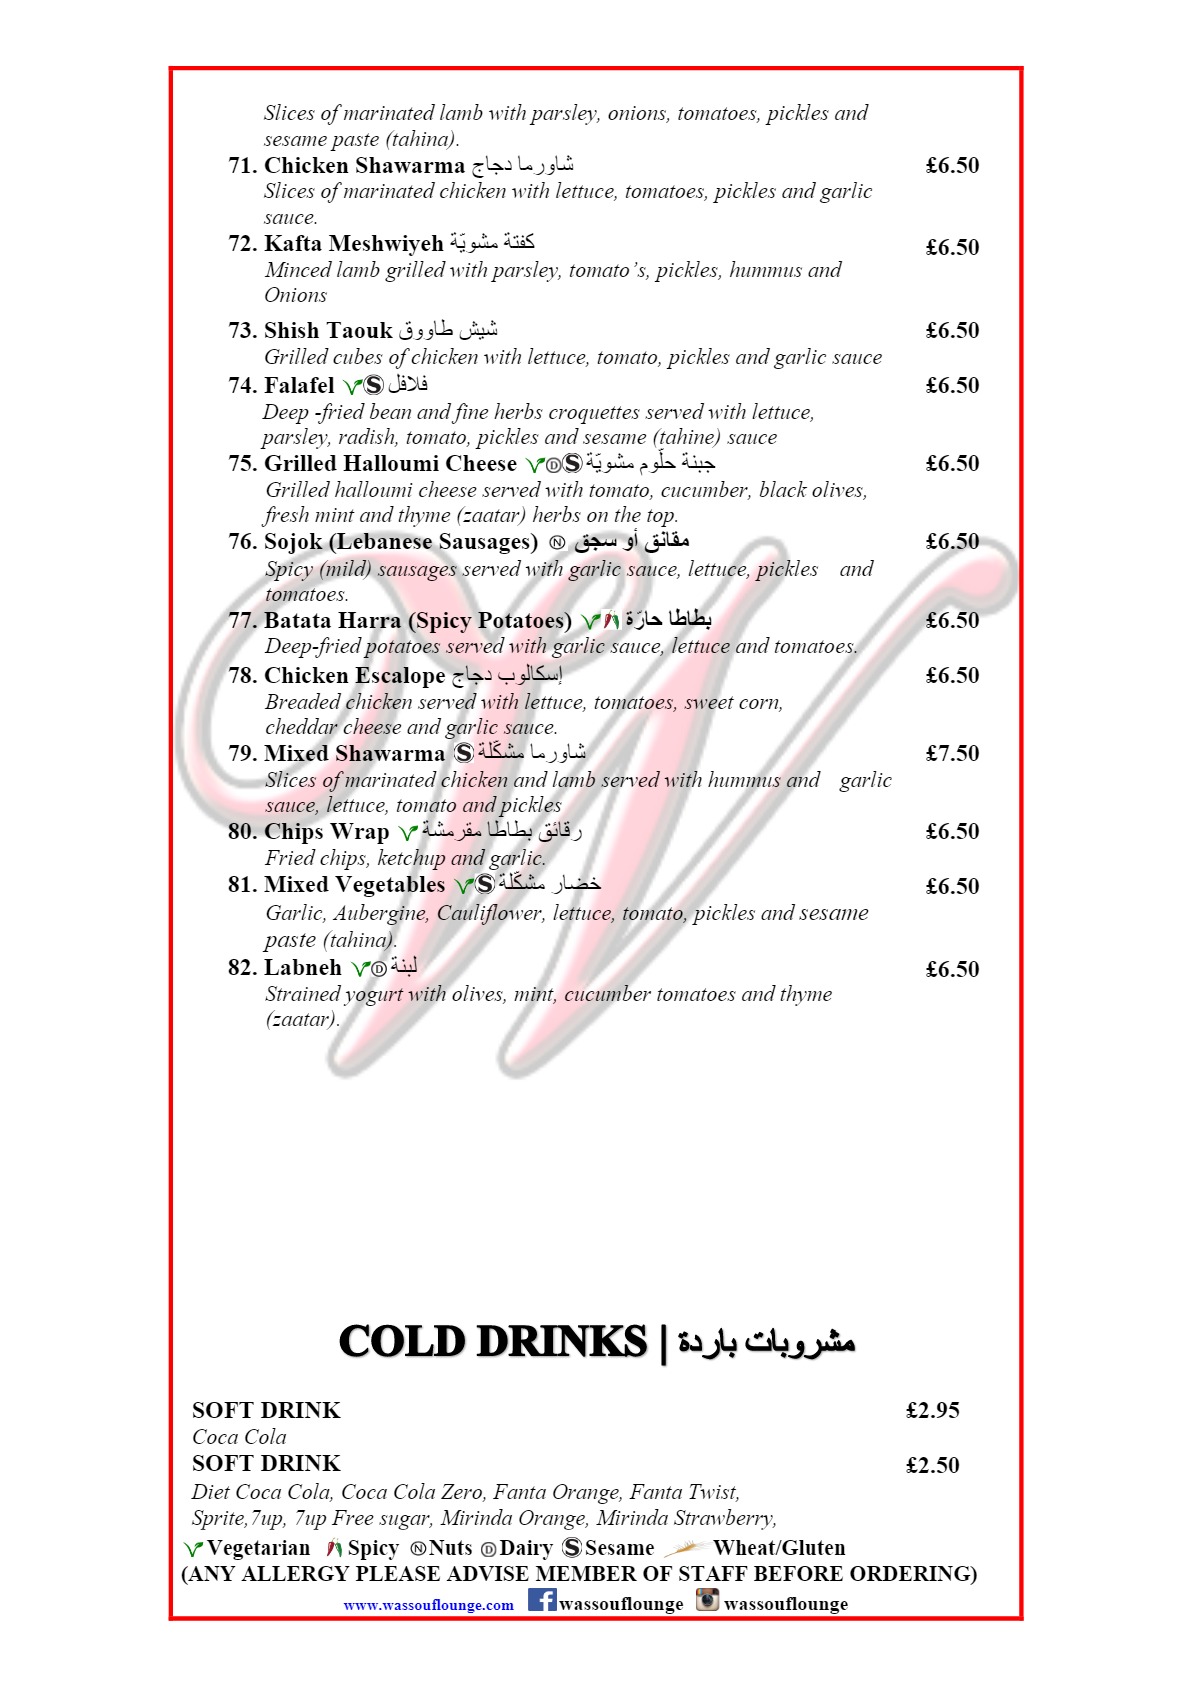 Slices of marinated lamb with parsley, onions, tomatoes, pickles and
sesame paste (tahina).
71. Chicken Shawarma شاورما دجاج £6.50
Slices of marinated chicken with lettuce, tomatoes, pickles and garlic
sauce.
72. Kafta Meshwiyeh كفتة مشويّة £6.50
Minced lamb grilled with parsley, tomato’s, pickles, hummus and
Onions
73. Shish Taouk شيش طاووق £6.50
Grilled cubes of chicken with lettuce, tomato, pickles and garlic sauce
74. Falafel S فلافل £6.50
Deep -fried bean and fine herbs croquettes served with lettuce,
parsley, radish, tomato, pickles and sesame (tahine) sauce
75. Grilled Halloumi Cheese D S جبنة حلّوم مشويّة £6.50
Grilled halloumi cheese served with tomato, cucumber, black olives,
fresh mint and thyme (zaatar) herbs on the top.
76. Sojok (Lebanese Sausages) N مقانق أو سجق £6.50
Spicy (mild) sausages served with garlic sauce, lettuce, pickles and
tomatoes.
77. Batata Harra (Spicy Potatoes) بطاطا حارّة £6.50
Deep-fried potatoes served with garlic sauce, lettuce and tomatoes.
78. Chicken Escalope إسكالوب دجاج £6.50
Breaded chicken served with lettuce, tomatoes, sweet corn,
cheddar cheese and garlic sauce.
79. Mixed Shawarma S شاورما مشكّلة £7.50
Slices of marinated chicken and lamb served with hummus and garlic
sauce, lettuce, tomato and pickles
80. Chips Wrap رقائق بطاطا مقرمشة £6.50
Fried chips, ketchup and garlic.
81. Mixed Vegetables S خضار مشكّلة £6.50
Garlic, Aubergine, Cauliflower, lettuce, tomato, pickles and sesame
paste (tahina).
82. Labneh D لبنة £6.50
Strained yogurt with olives, mint, cucumber tomatoes and thyme
(zaatar).
COLD DRINKS | مشروبات باردة
SOFT DRINK £2.95
Coca Cola
SOFT DRINK £2.50
Diet Coca Cola, Coca Cola Zero, Fanta Orange, Fanta Twist,
Sprite,7up, 7up Free sugar, Mirinda Orange, Mirinda Strawberry,
Vegetarian Spicy N Nuts D Dairy S Sesame Wheat/Gluten
(ANY ALLERGY PLEASE ADVISE MEMBER OF STAFF BEFORE ORDERING)
www.wassouflounge.com f wassouflounge wassouflounge